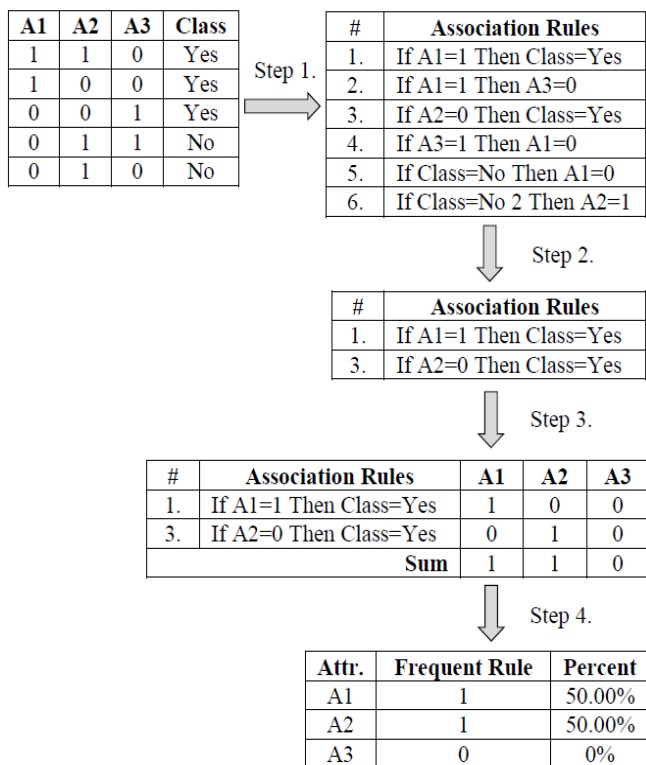 A1 A2 A3 Class
1 1 0 Yes
1 0 0 Yes
0 0 1 Yes
0 1 1 No
0 1 0 No
Step 1.
# Association Rules
1. If A1=1 Then Class=Yes
2. If A1=1 Then A3=0
3. If A2=0 Then Class=Yes
4. If A3=1 Then A1=0
5. If Class=No Then A1=0
6. If Class=No 2 Then A2=1
Step 2.
# Association Rules
1. If A1=1 Then Class=Yes
3. If A2=0 Then Class=Yes
Step 3.
# Association Rules A1 A2 A3
1. If A1=1 Then Class=Yes 1 0 0
3. If A2=0 Then Class=Yes 0 1 0
Sum 1 1 0
Step 4.
Attr. Frequent Rule Percent
A1 1 50.00%
A2 1 50.00%
A3 0 0%